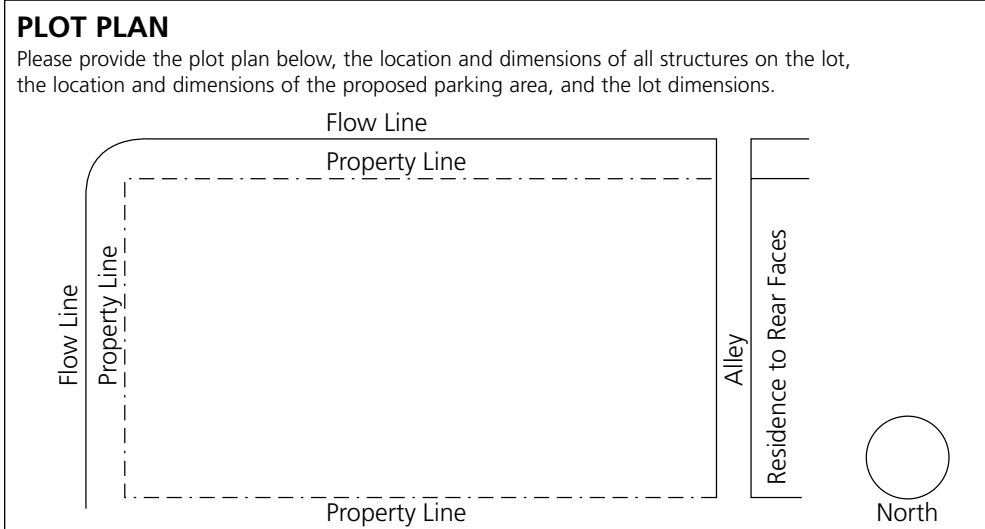 PLOT PLAN
Please provide the plot plan below, the location and dimensions of all structures on the lot,
the location and dimensions of the proposed parking area, and the lot dimensions.
Flow Line
Property Line
Flow Line
Property Line
Alley
Residence to Rear Faces
Property Line
North